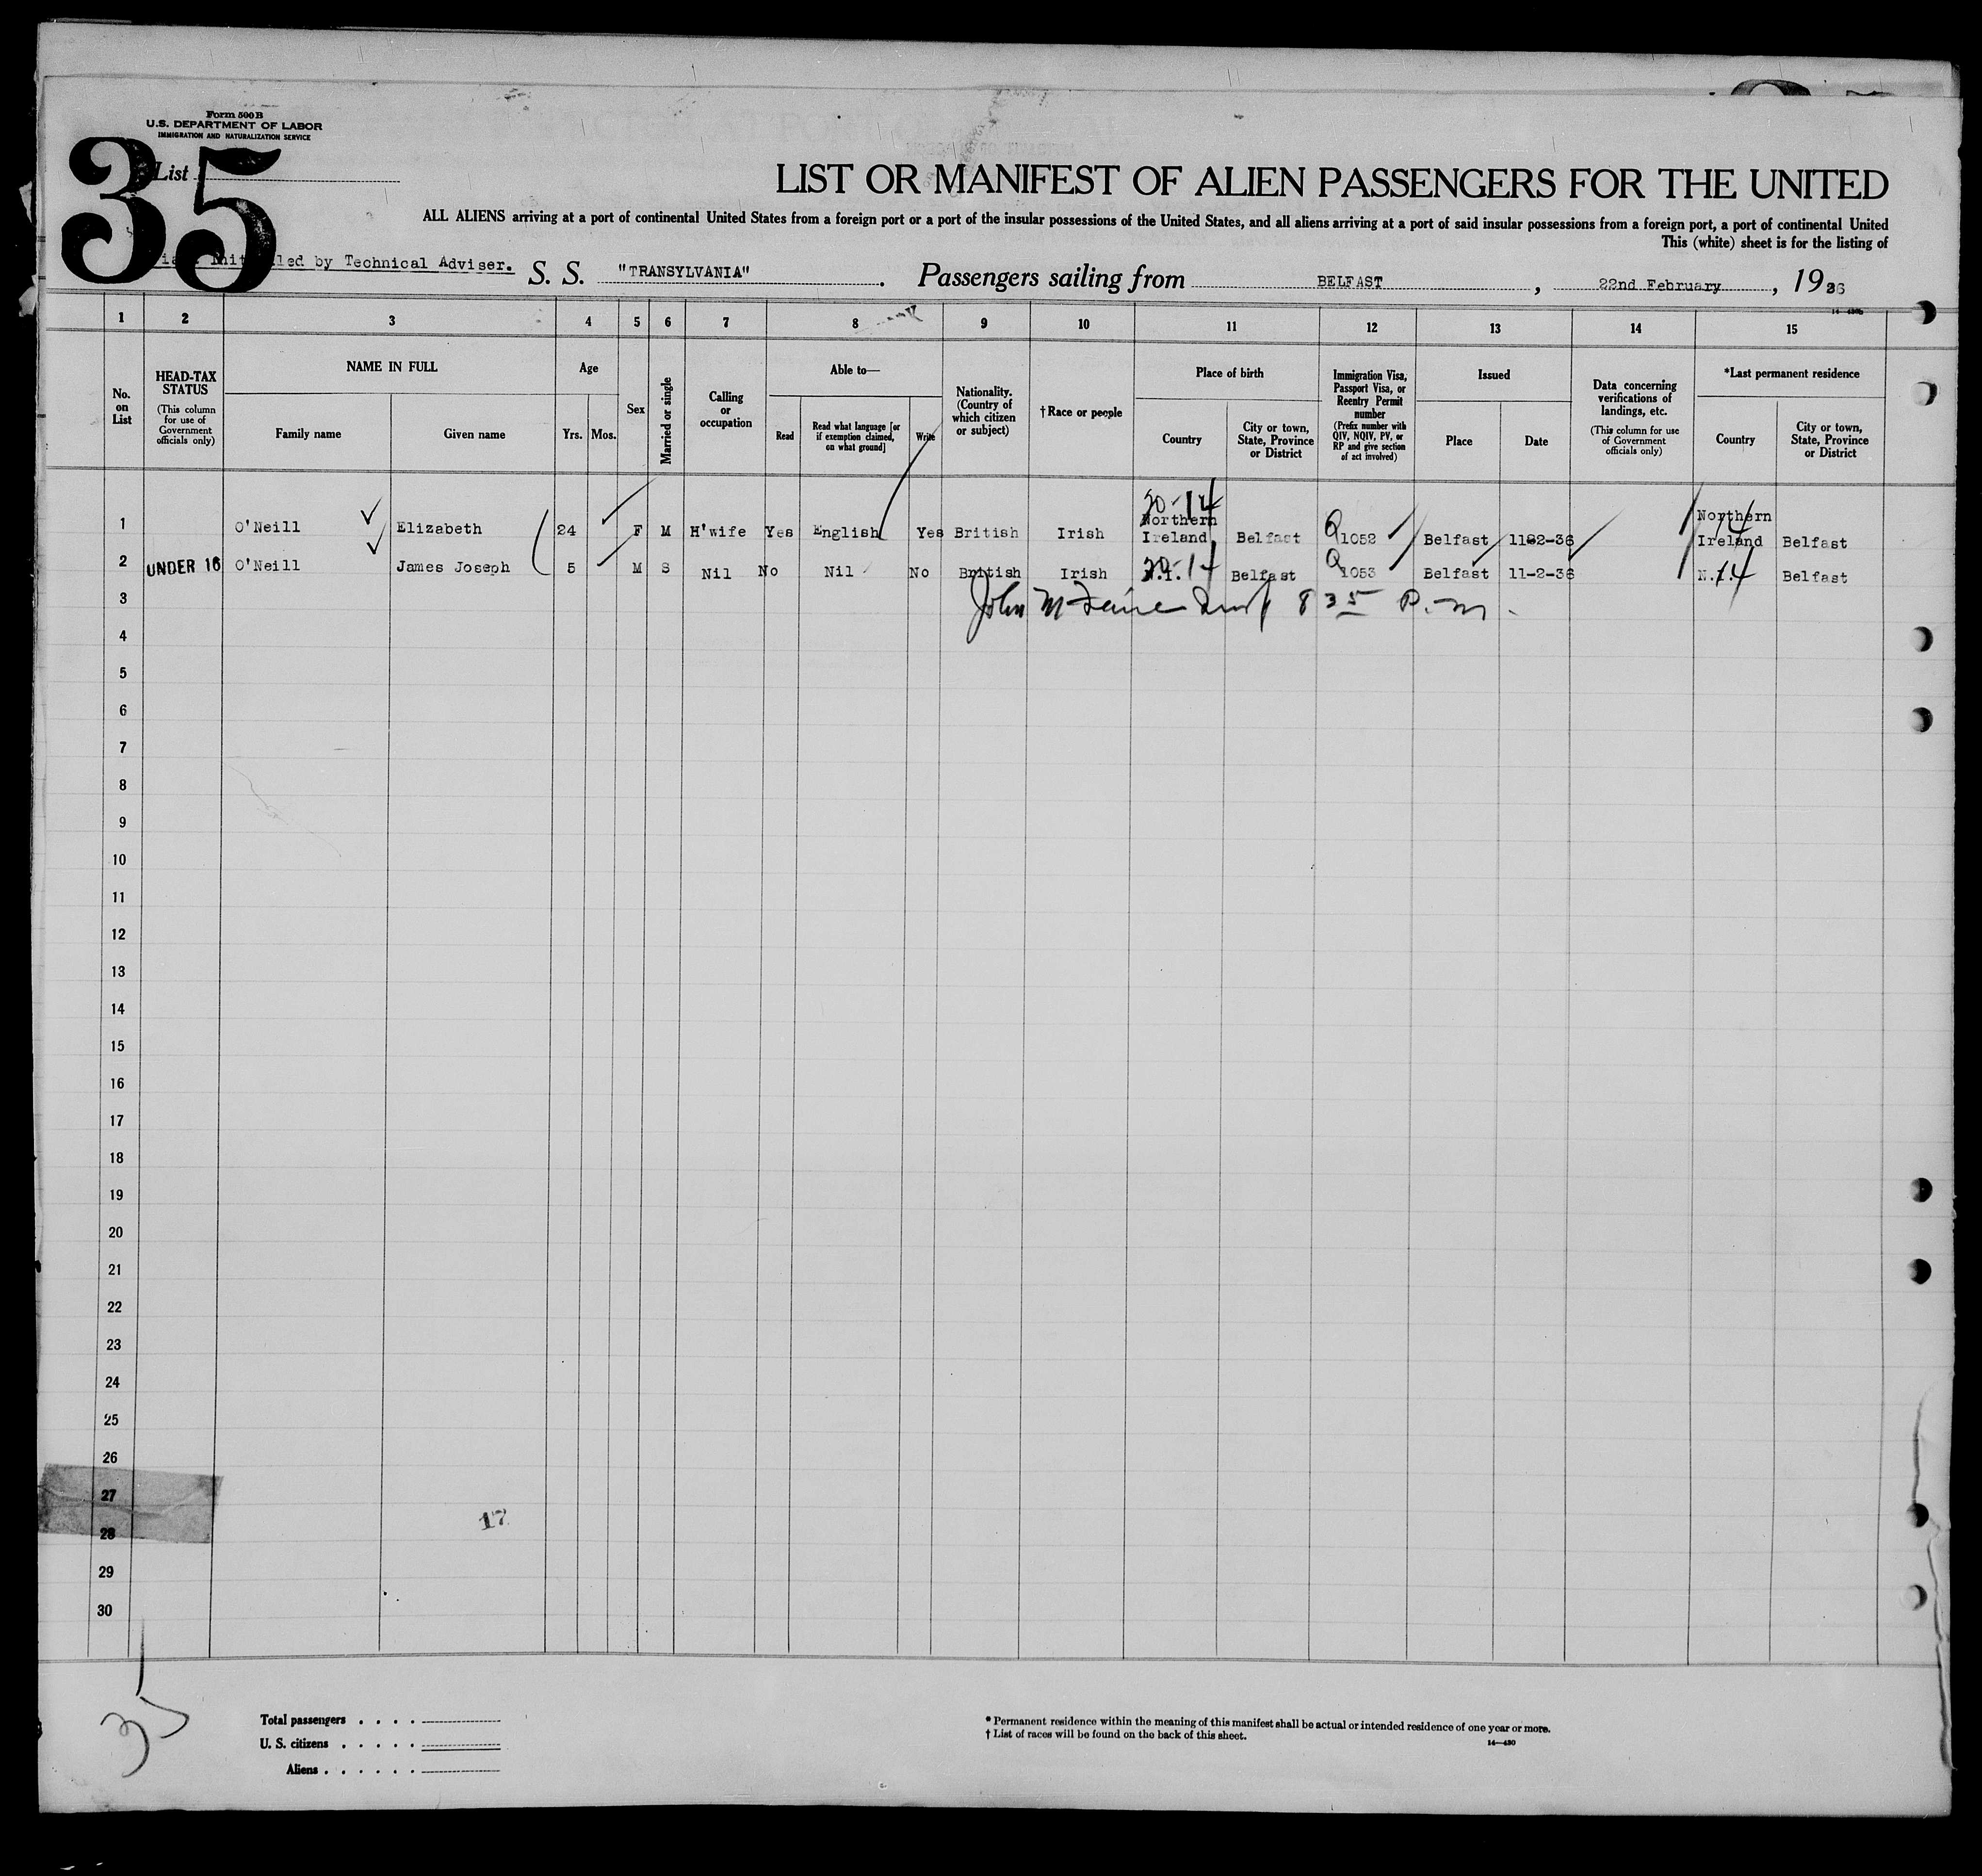 Form 500 B
U.S. DEPARTMENT OF LABOR
IMMIGRATION AND NATURALIZATION SERVICE
List
35
LIST OR MANIFEST OF ALIEN PASSENGERS FOR THE UNITED
ALL ALIENS arriving at a port of continental United States from a foreign port or a port of the insular possessions of the United States, and all aliens arriving at a port of said insular possessions from a foreign port, a port of continental United
This (white) sheet is for the listing of
by Technical Adviser. S. S. "TRANSYLVANIA". Passengers sailing from BELFAST, 22nd February, 1936
1 2 3 4 5 6 7 8 9 10 11 12 13 14 15
No. on List
HEAD-TAX STATUS
(This column for use of Government officials only)
NAME IN FULL
Family name
Given name
Age
Yrs.
Mos.
Sex
Married or single
Calling or occupation
Able to—
Read
Read what language [or if exemption claimed, on what ground]
Write
Nationality. (Country of which citizen or subject)
† Race or people
Place of birth
Country
City or town, State, Province or District
Immigration Visa, Passport Visa, or Reentry Permit number
(Prefix number with QIV, NQIV, PV, or RP and give section of act involved)
Issued
Place
Date
Data concerning verifications of landings, etc.
(This column for use of Government officials only)
*Last permanent residence
Country
City or town, State, Province or District
20-14
1 O'Neill Elizabeth 24 F M H'wife Yes English Yes British Irish Northern Ireland Belfast Q 1052 Belfast Northern Ireland Belfast
2 UNDER 16 O'Neill James Joseph 5 M S Nil No Nil No British Irish Belfast Q 1053 Belfast 11-2-36 Belfast
3 John 8 35 P.m.
4
5
6
7
8
9
10
11
12
13
14
15
16
17
18
19
20
21
22
23
24
25
26
27
28
17
29
30
35
Total passengers
U. S. citizens
Aliens
* Permanent residence within the meaning of this manifest shall be actual or intended residence of one year or more.
† List of races will be found on the back of this sheet.
14—430